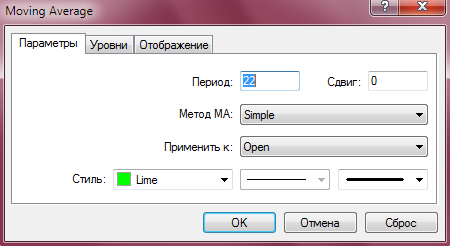 Moving Average
Параметры Уровни Отображение
Период: 22 Сдвиг: 0
Метод МА: Simple
Применить к: Open
Стиль: Lime
OK Отмена Сброс